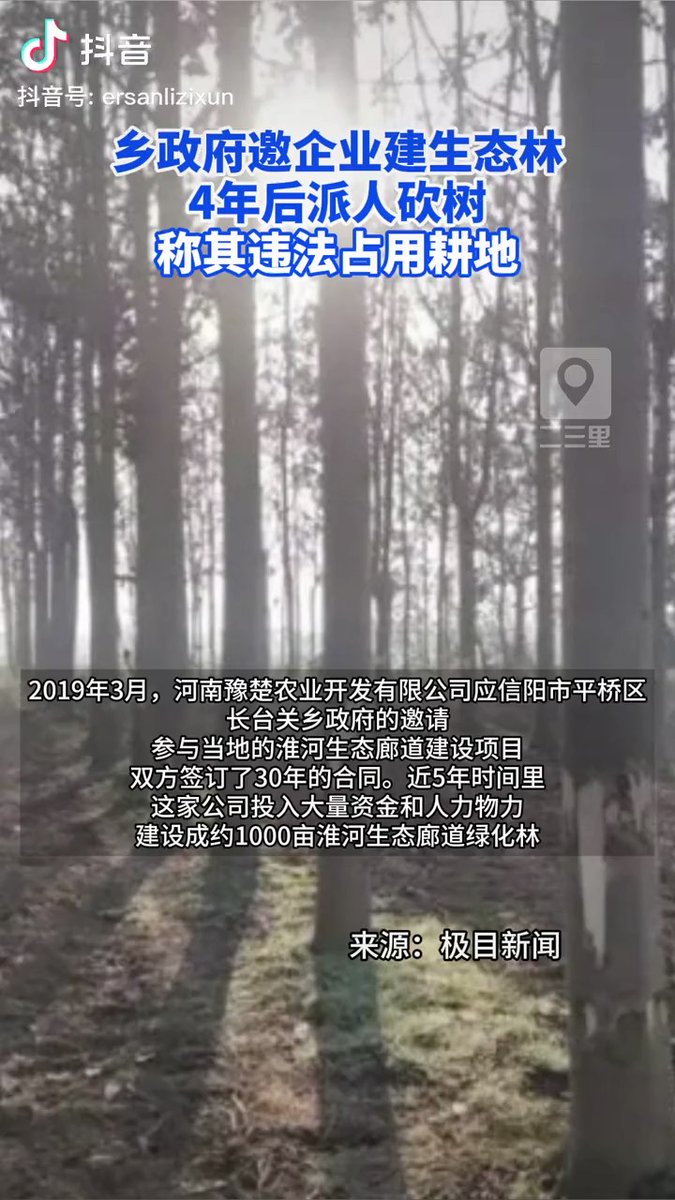 抖音
抖音号: ersanlizixun
乡政府邀企业建生态林
4年后派人砍树
称其违法占用耕地
二三里
2019年3月，河南豫楚农业开发有限公司应信阳市平桥区
长台关乡政府的邀请
参与当地的淮河生态廊道建设项目
双方签订了30年的合同。近5年时间里
这家公司投入大量资金和人力物力
建设成约1000亩淮河生态廊道绿化林
来源：极目新闻